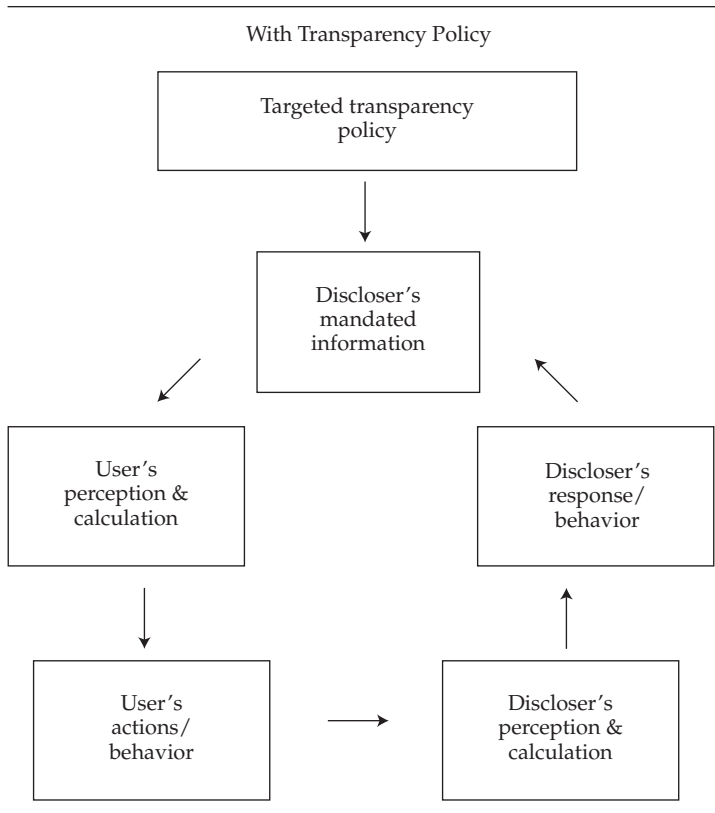 With Transparency Policy
Targeted transparency
policy
Discloser's
mandated
information
User's
perception &
calculation
Discloser's
response/
behavior
User's
actions/
behavior
Discloser's
perception &
calculation